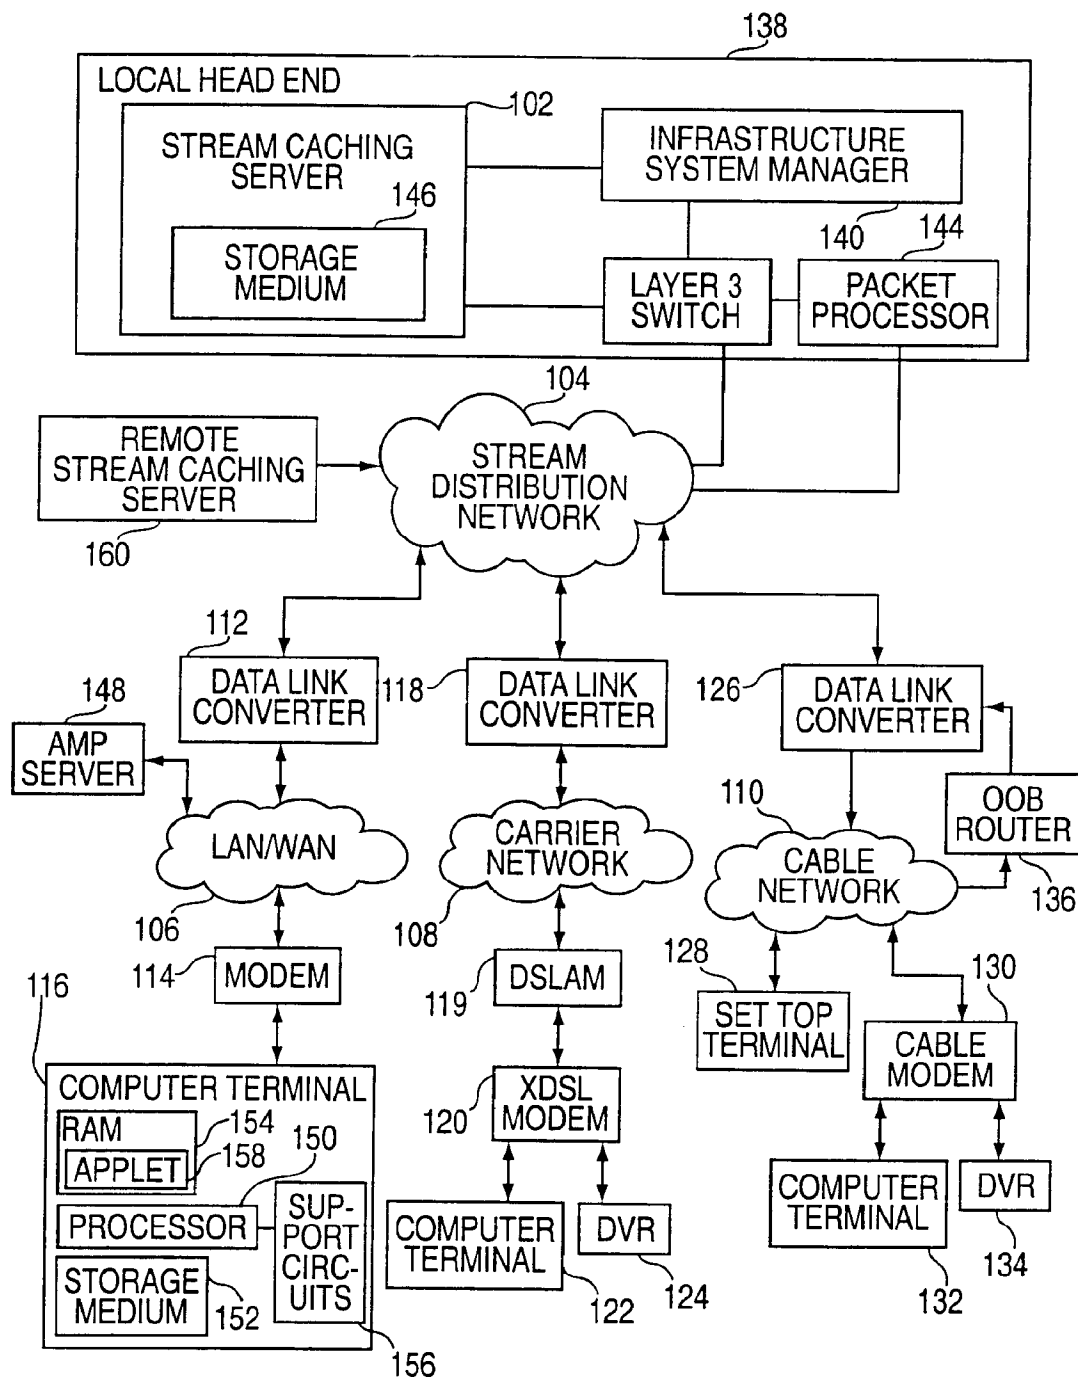 138
LOCAL HEAD END
102
STREAM CACHING
SERVER
146
STORAGE
MEDIUM
INFRASTRUCTURE
SYSTEM MANAGER
140
144
LAYER 3
SWITCH
PACKET
PROCESSOR
104
REMOTE
STREAM CACHING
SERVER
160
STREAM
DISTRIBUTION
NETWORK
112
DATA LINK
CONVERTER
118
DATA LINK
CONVERTER
126
DATA LINK
CONVERTER
148
AMP
SERVER
LAN/WAN
106
CARRIER
NETWORK
108
110
CABLE
NETWORK
OOB
ROUTER
136
114
MODEM
119
DSLAM
128
SET TOP
TERMINAL
130
CABLE
MODEM
116
COMPUTER TERMINAL
RAM
154
APPLET
158
150
PROCESSOR
STORAGE
MEDIUM
152
SUP-
PORT
CIRC-
UITS
156
120
XDSL
MODEM
COMPUTER
TERMINAL
122
DVR
124
COMPUTER
TERMINAL
132
DVR
134